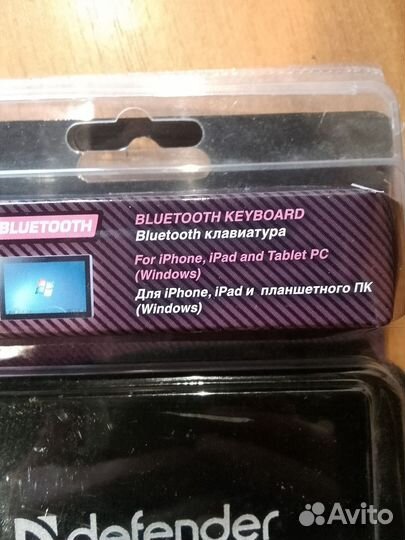 BLUETOOTH
BLUETOOTH KEYBOARD
Bluetooth клавиатура
For iPhone, iPad and Tablet PC
(Windows)
Для iPhone, iPad и планшетного ПК
(Windows)
defender
Avito